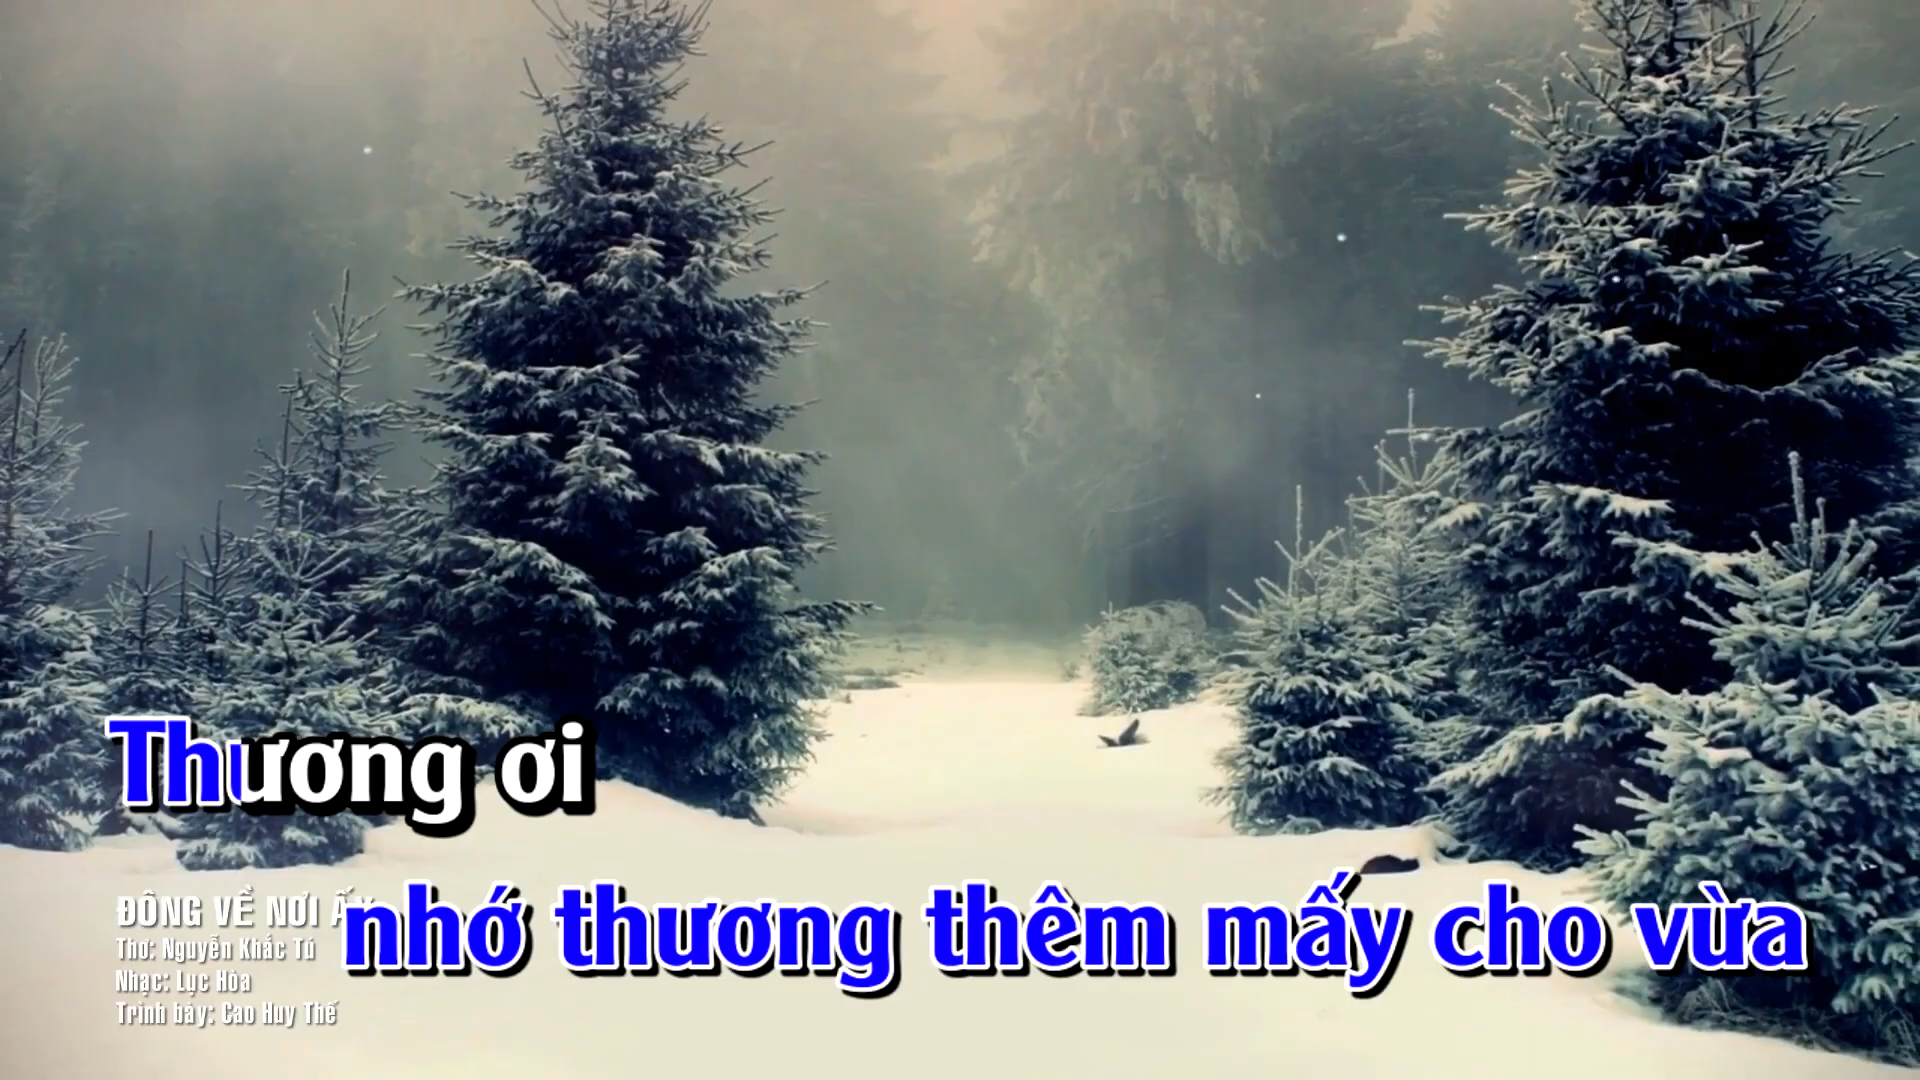 Thương ơi
nhớ thương thêm mấy cho vừa
ĐÔNG VỀ NƠI ẤY
Thơ: Nguyễn Khắc Tú
Nhạc: Lục Hòa
Trình bày: Cao Huy Thế